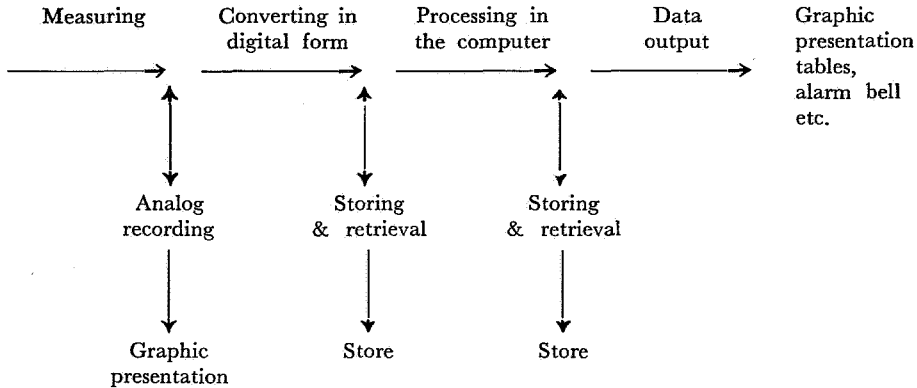 Measuring
Converting in
digital form
Processing in
the computer
Data
output
Graphic
presentation
tables,
alarm bell
etc.
Analog
recording
Storing
& retrieval
Storing
& retrieval
Graphic
presentation
Store
Store